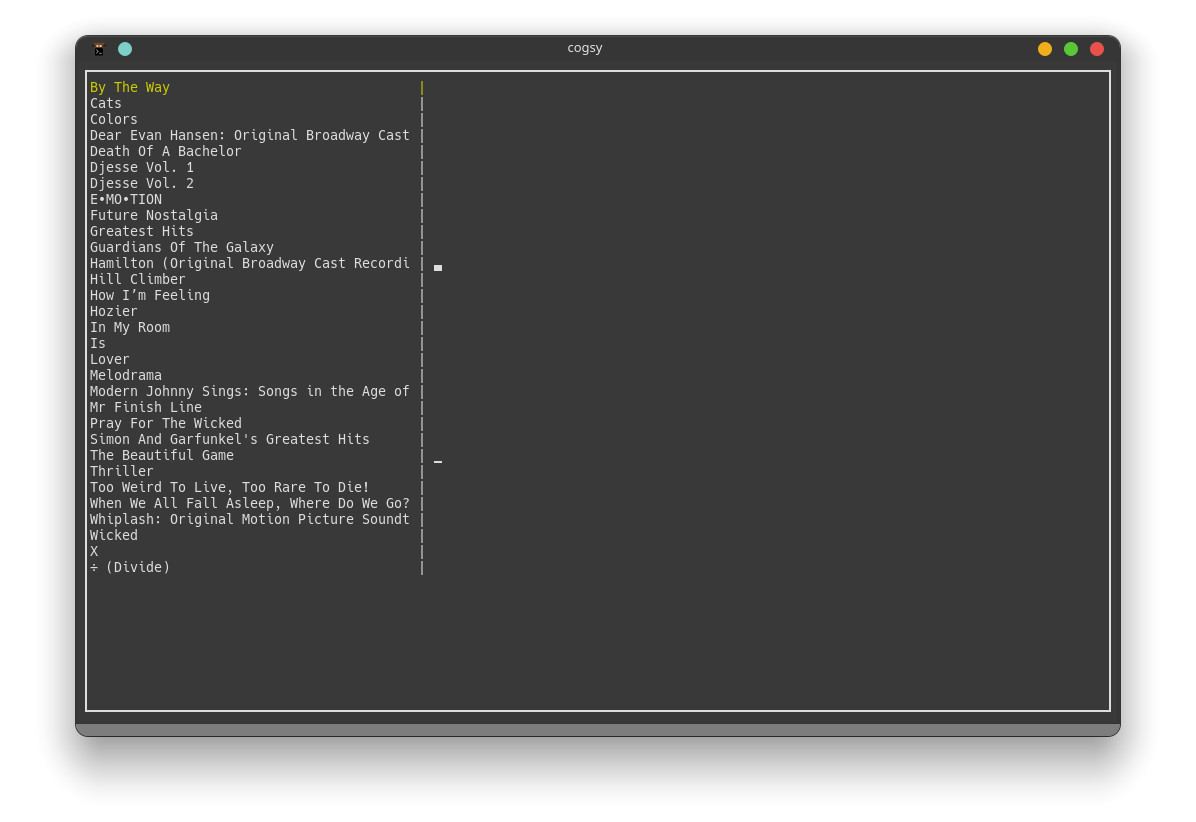 cogsy
By The Way |
Cats |
Colors |
Dear Evan Hansen: Original Broadway Cast |
Death Of A Bachelor |
Djesse Vol. 1 |
Djesse Vol. 2 |
E•MO•TION |
Future Nostalgia |
Greatest Hits |
Guardians Of The Galaxy |
Hamilton (Original Broadway Cast Recordi | ▄
Hill Climber |
How I’m Feeling |
Hozier |
In My Room |
Is |
Lover |
Melodrama |
Modern Johnny Sings: Songs in the Age of |
Mr Finish Line |
Pray For The Wicked |
Simon And Garfunkel's Greatest Hits |
The Beautiful Game | ▁
Thriller |
Too Weird To Live, Too Rare To Die! |
When We All Fall Asleep, Where Do We Go? |
Whiplash: Original Motion Picture Soundt |
Wicked |
X |
÷ (Divide) |